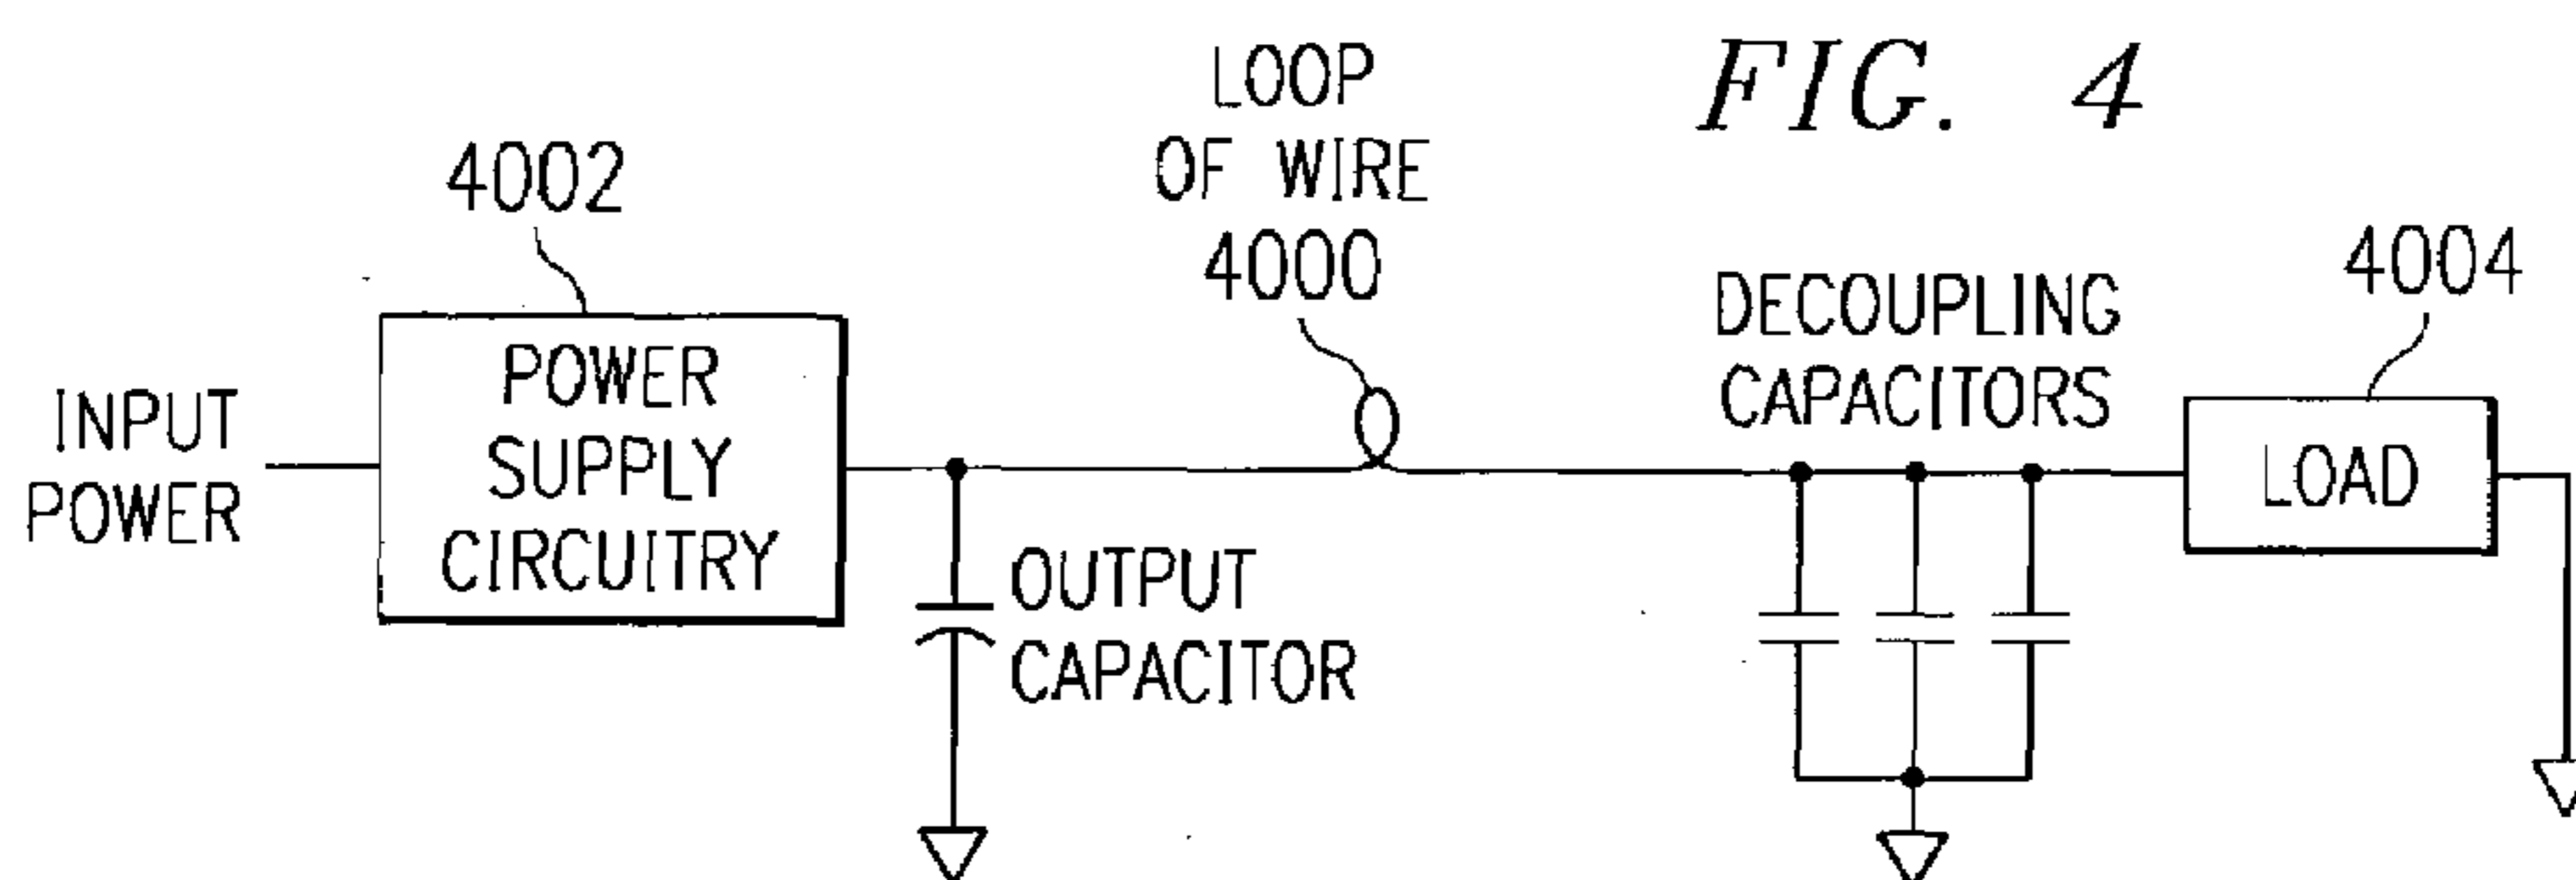 FIG. 4
LOOP
OF WIRE
4000
4002
4004
INPUT
POWER
POWER
SUPPLY
CIRCUITRY
OUTPUT
CAPACITOR
DECOUPLING
CAPACITORS
LOAD